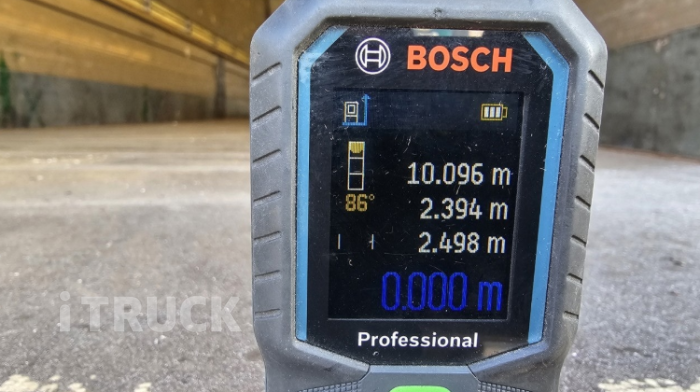 BOSCH
10.096 m
86° 2.394 m
2.498 m
0.000 m
Professional
iTRUCK